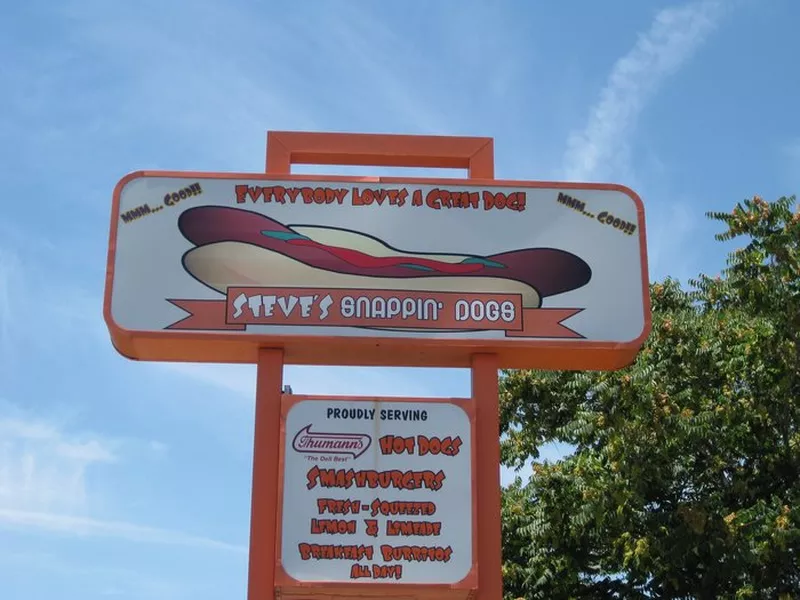 EVERYBODY LOVES A GREAT DOG!
MMM... GOOD!!
MMM... GOOD!!
STEVE'S SNAPPIN' DOGS
PROUDLY SERVING
Thumann's HOT DOGS
"The Deli Best"
SMASHBURGERS
FRESH-SQUEEZED
LEMON & LIMEADE
BREAKFAST BURRITOS
ALL DAY!